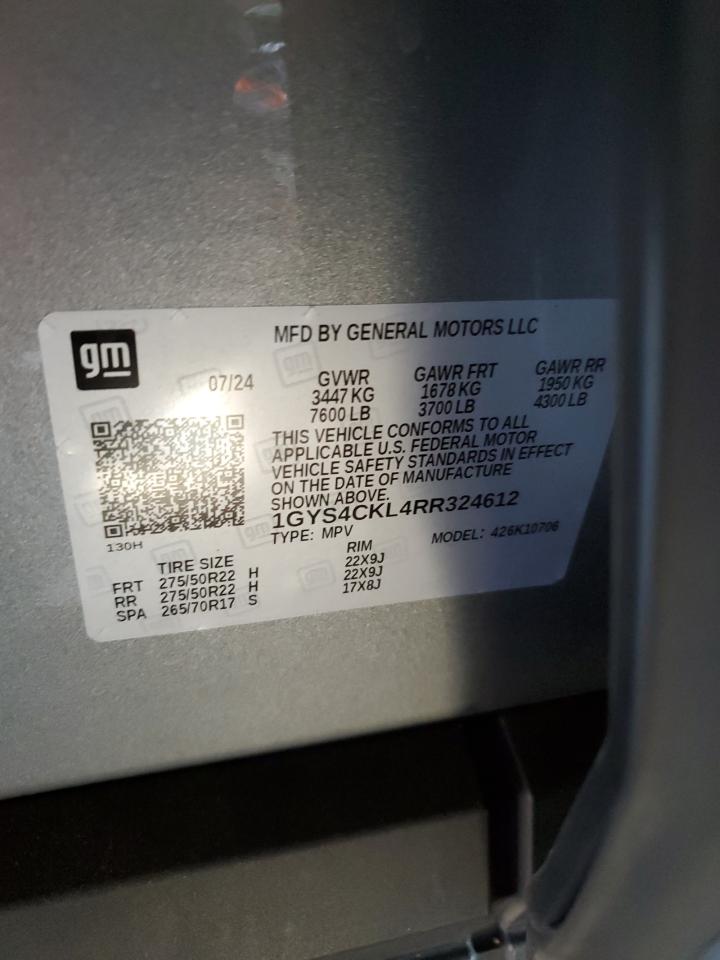 gm
MFD BY GENERAL MOTORS LLC
07/24
GVWR GAWR FRT GAWR RR
3447 KG 1678 KG 1950 KG
7600 LB 3700 LB 4300 LB
THIS VEHICLE CONFORMS TO ALL
APPLICABLE U.S. FEDERAL MOTOR
VEHICLE SAFETY STANDARDS IN EFFECT
ON THE DATE OF MANUFACTURE
SHOWN ABOVE.
1GYS4CKL4RR324612
130H
TYPE: MPV MODEL: 426K10706
TIRE SIZE RIM
FRT 275/50R22 H 22X9J
RR 275/50R22 H 22X9J
SPA 265/70R17 S 17X8J